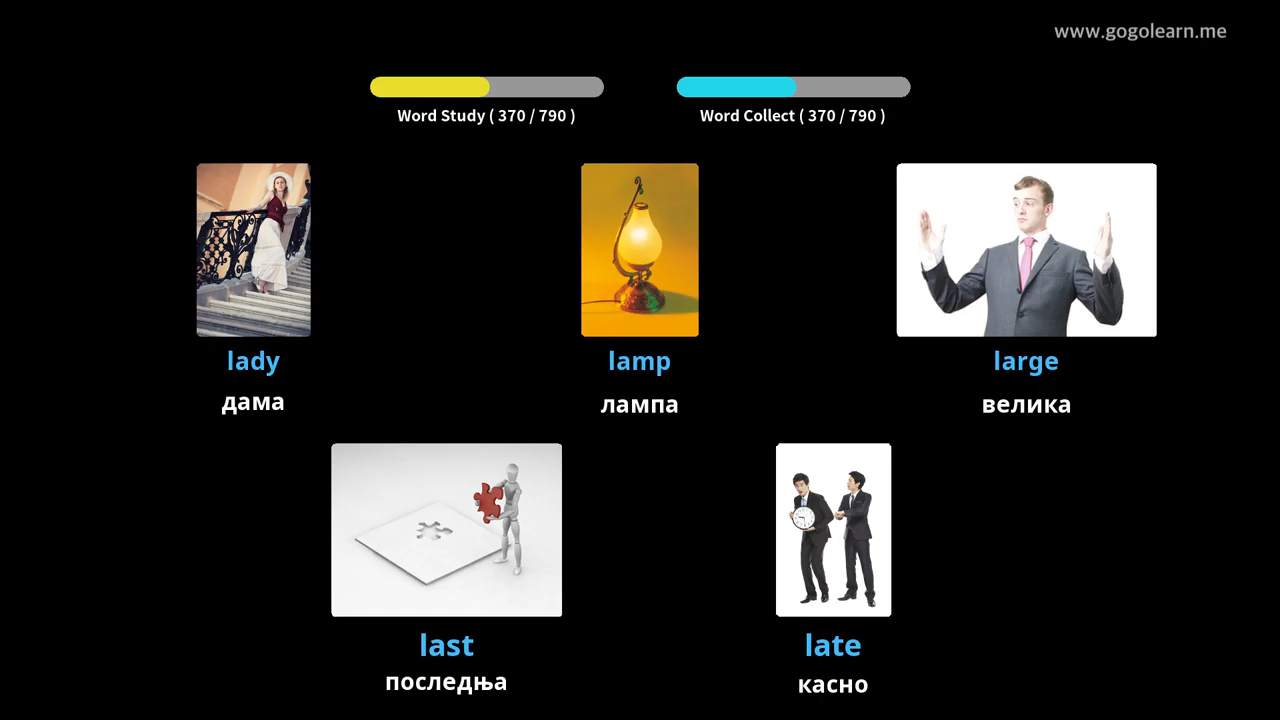 www.gogolearn.me
Word Study ( 370 / 790 )
Word Collect ( 370 / 790 )
lady
lamp
large
дама
лампа
велика
last
late
последња
касно